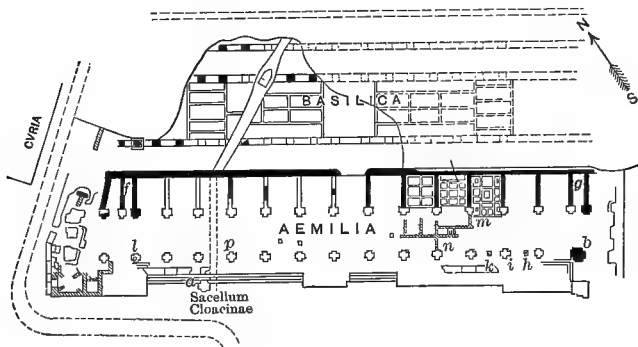 N
S
CVRIA
BASILICA
f
g
AEMILIA
m
l
p
n
b
k i h
a
Sacellum
Cloacinae